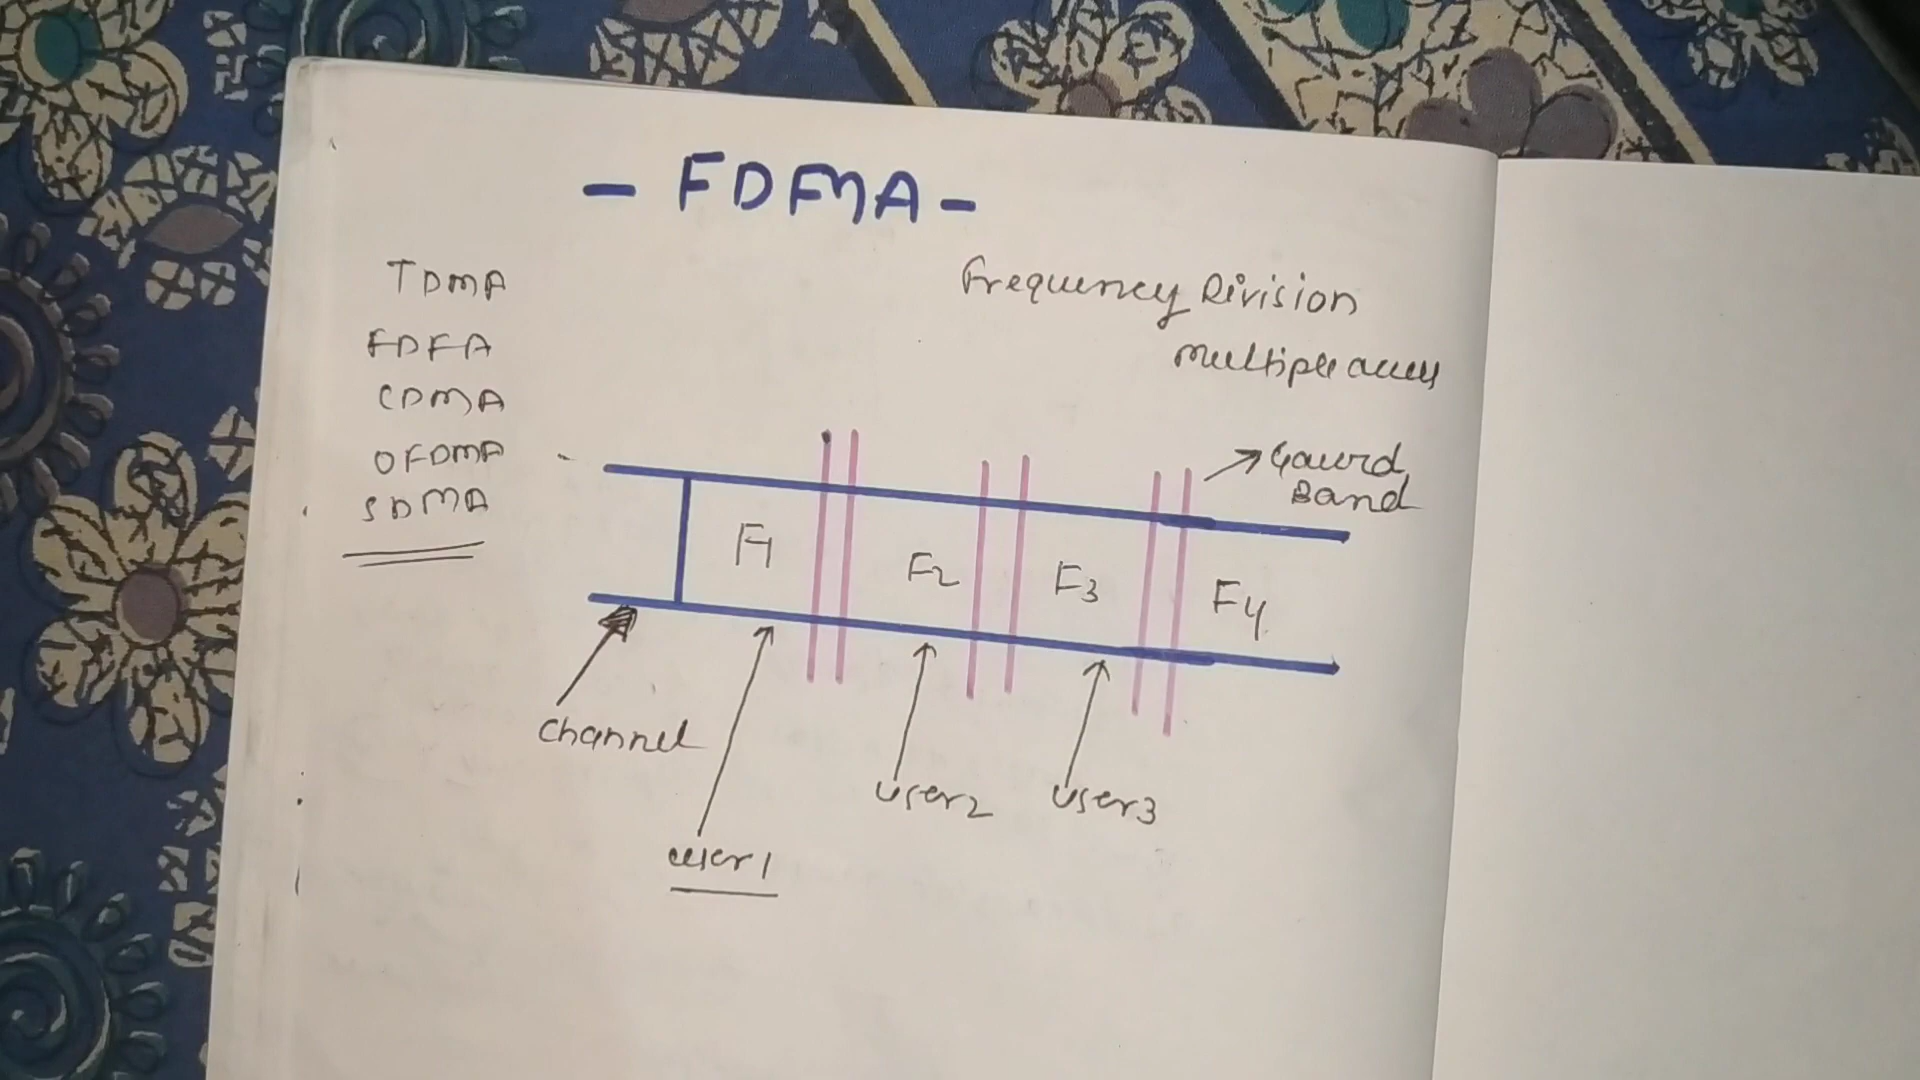 - FDFMA -
TDMA
FDFA
CDMA
OFDMA
SDMA
Frequency Division
multiple access
Gaurd
Band
F1
F2
F3
F4
channel
user1
user2
user3